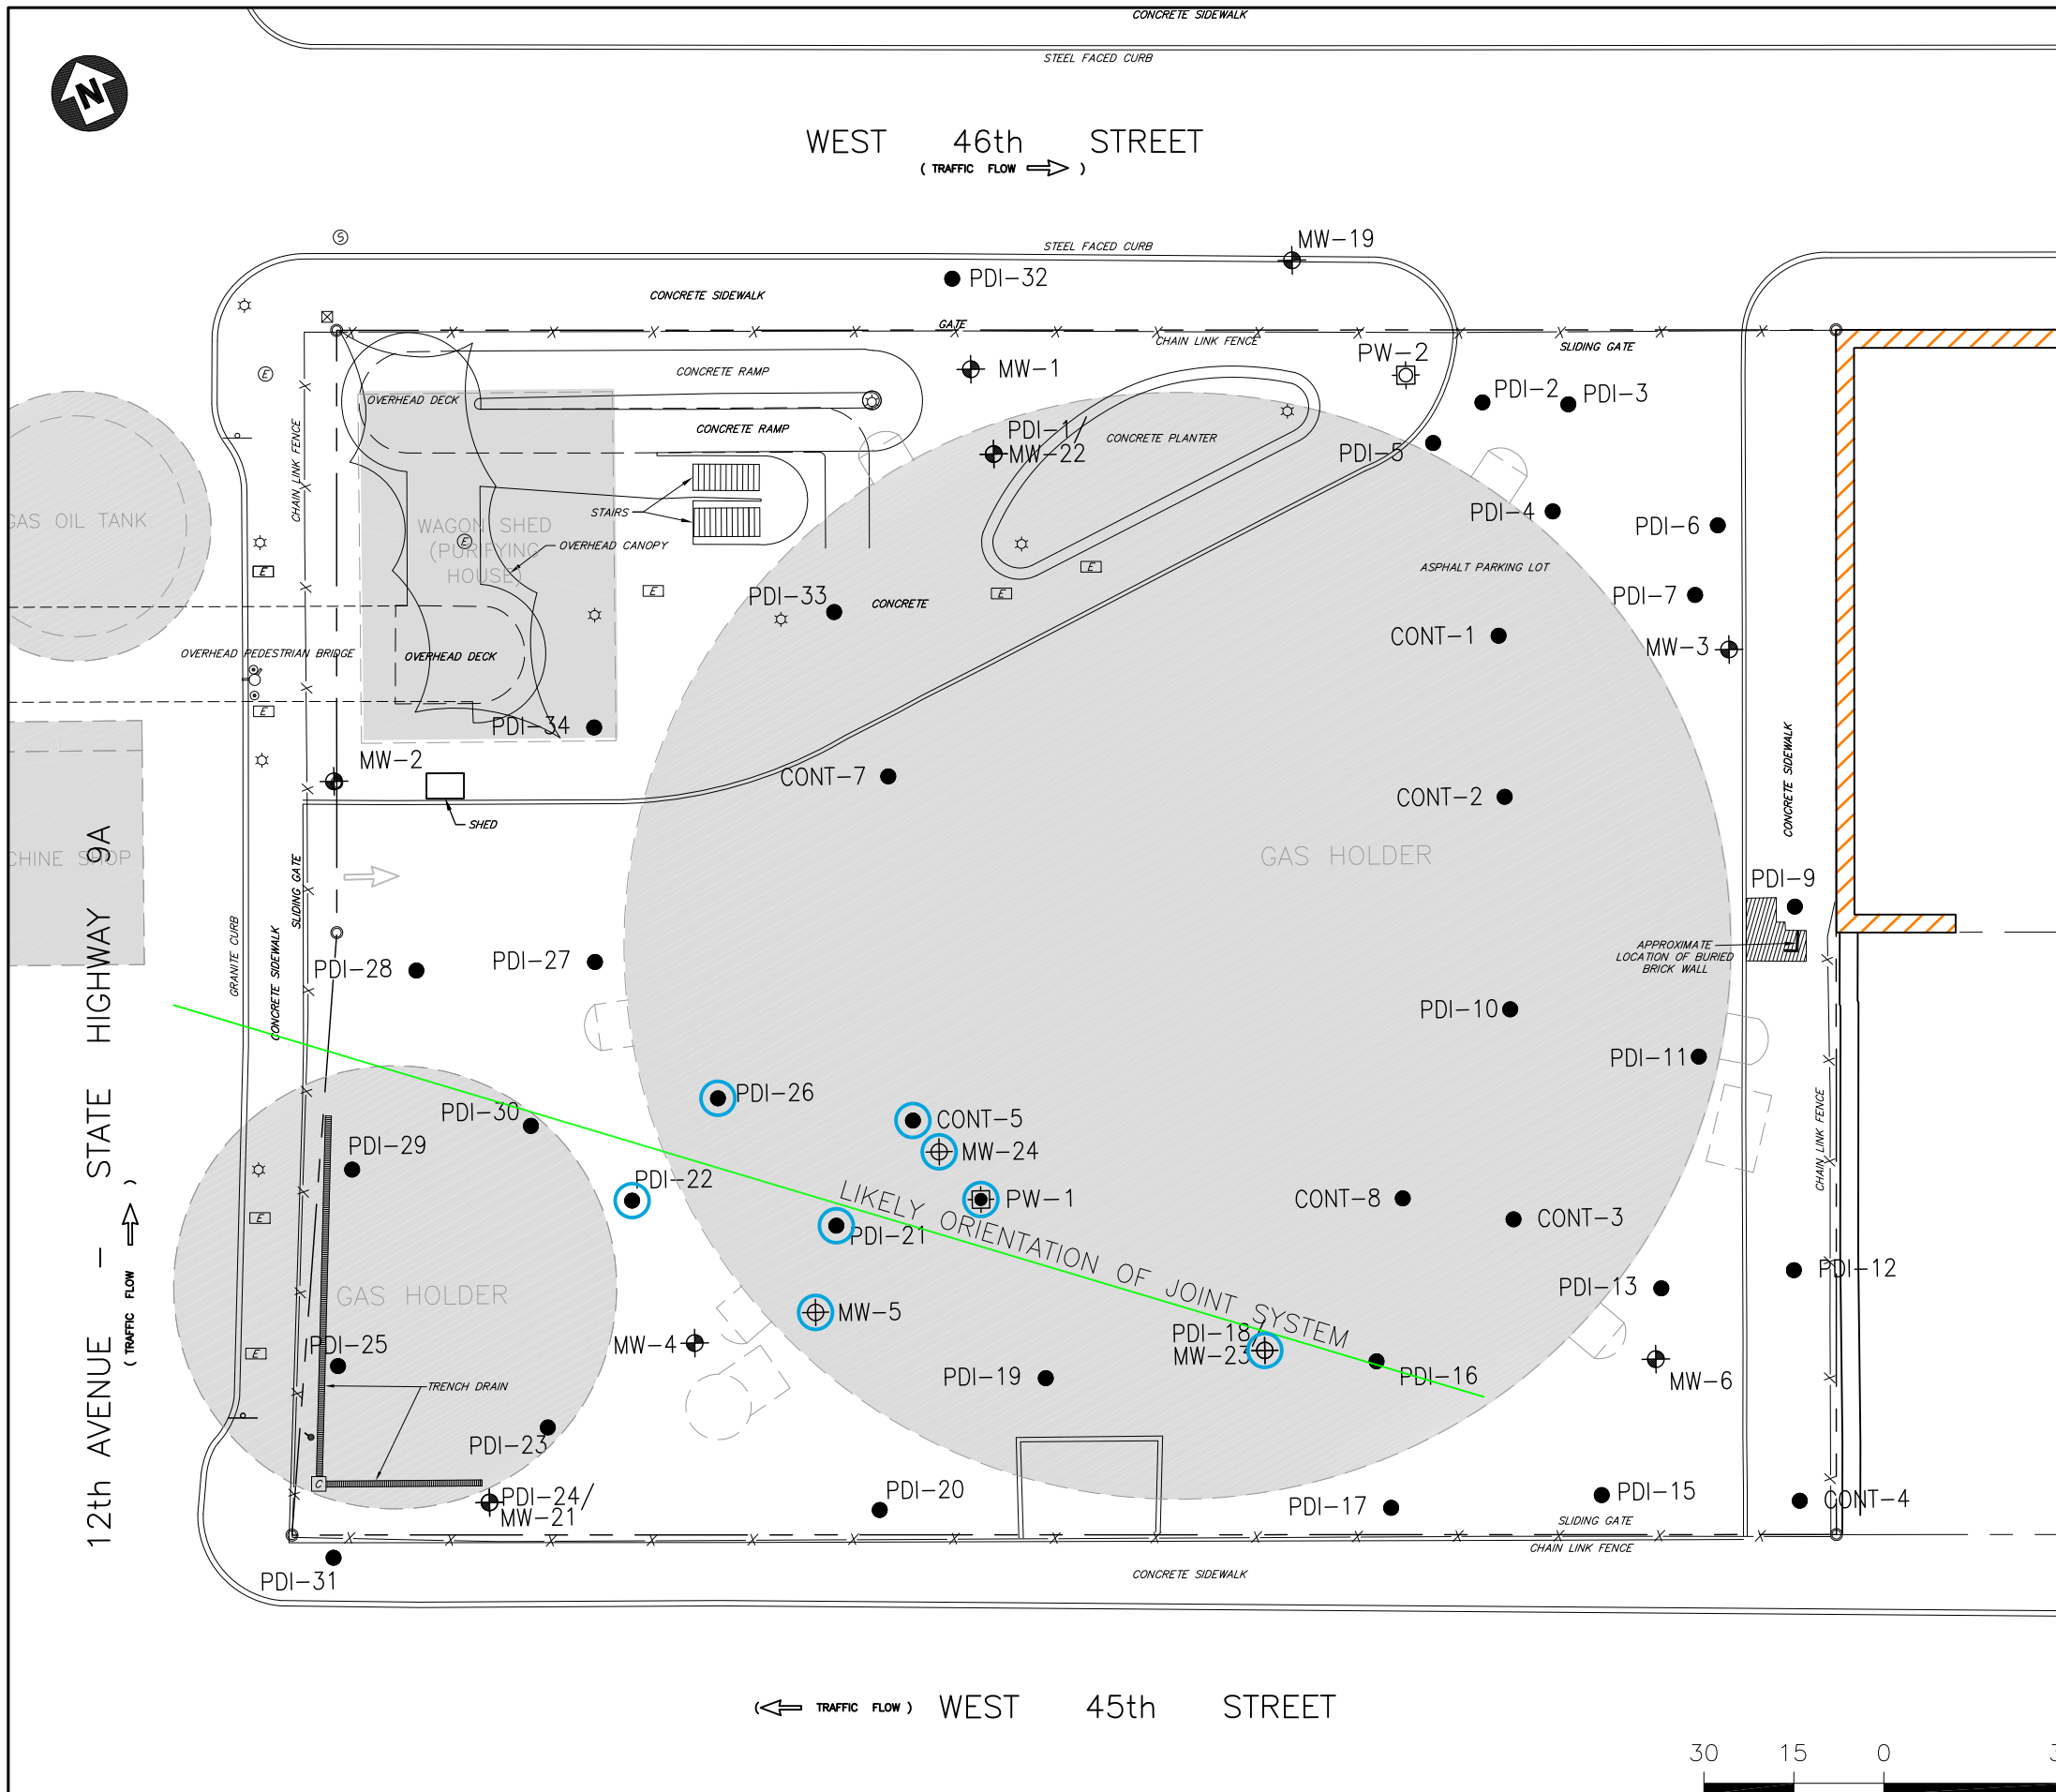 CONCRETE SIDEWALK
STEEL FACED CURB
N
WEST 46th STREET
( TRAFFIC FLOW )
S
STEEL FACED CURB
MW-19
PDI-32
CONCRETE SIDEWALK
GATE
CHAIN LINK FENCE
SLIDING GATE
PW-2
MW-1
CONCRETE RAMP
OVERHEAD DECK
PDI-2
PDI-3
E
CONCRETE RAMP
PDI-1/
MW-22
CONCRETE PLANTER
PDI-5
CHAIN LINK FENCE
STAIRS
PDI-4
PDI-6
GAS OIL TANK
WAGON SHED
(PURIFYING
HOUSE)
E
OVERHEAD CANOPY
ASPHALT PARKING LOT
E
E
E
E
PDI-33
CONCRETE
PDI-7
CONT-1
MW-3
OVERHEAD PEDESTRIAN BRIDGE
OVERHEAD DECK
E
PDI-34
MW-2
CONT-7
CONT-2
CONCRETE SIDEWALK
SHED
CHINE SHOP
GAS HOLDER
SLIDING GATE
PDI-9
GRANITE CURB
CONCRETE SIDEWALK
APPROXIMATE
LOCATION OF BURIED
BRICK WALL
PDI-28
PDI-27
PDI-10
PDI-11
PDI-26
PDI-30
CONT-5
PDI-29
MW-24
CHAIN LINK FENCE
PDI-22
PW-1
CONT-8
CONT-3
E
PDI-21
LIKELY ORIENTATION OF JOINT SYSTEM
PDI-12
PDI-13
GAS HOLDER
MW-5
PDI-18/
MW-23
MW-4
PDI-25
E
PDI-19
PDI-16
MW-6
TRENCH DRAIN
PDI-23
C
PDI-24/
MW-21
PDI-20
PDI-17
PDI-15
CONT-4
SLIDING GATE
CHAIN LINK FENCE
PDI-31
CONCRETE SIDEWALK
12th AVENUE - STATE HIGHWAY 9A
( TRAFFIC FLOW )
( TRAFFIC FLOW ) WEST 45th STREET
30 15 0